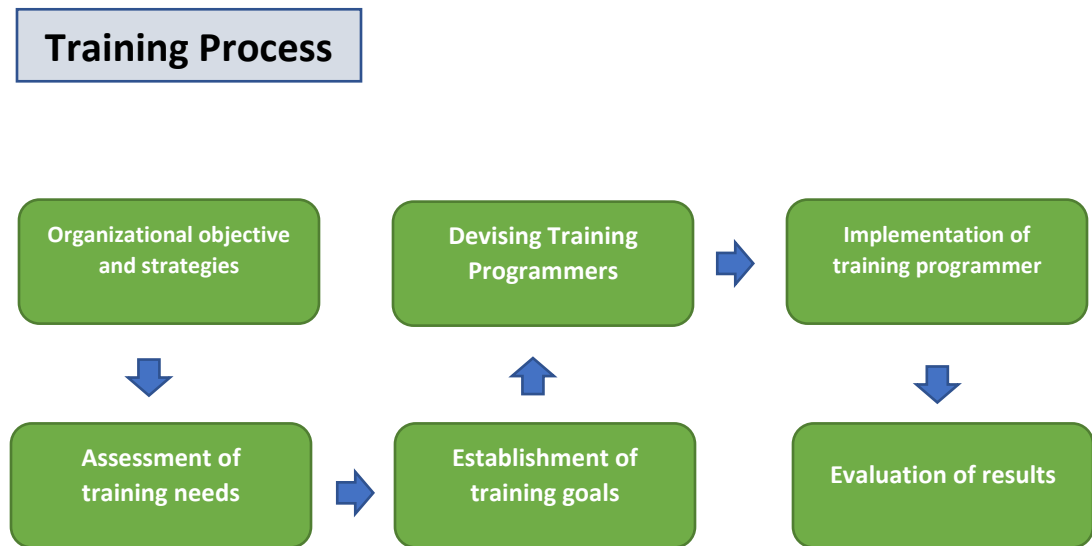 Training Process
Organizational objective
and strategies
Assessment of
training needs
Establishment of
training goals
Devising Training
Programmers
Implementation of
training programmer
Evaluation of results